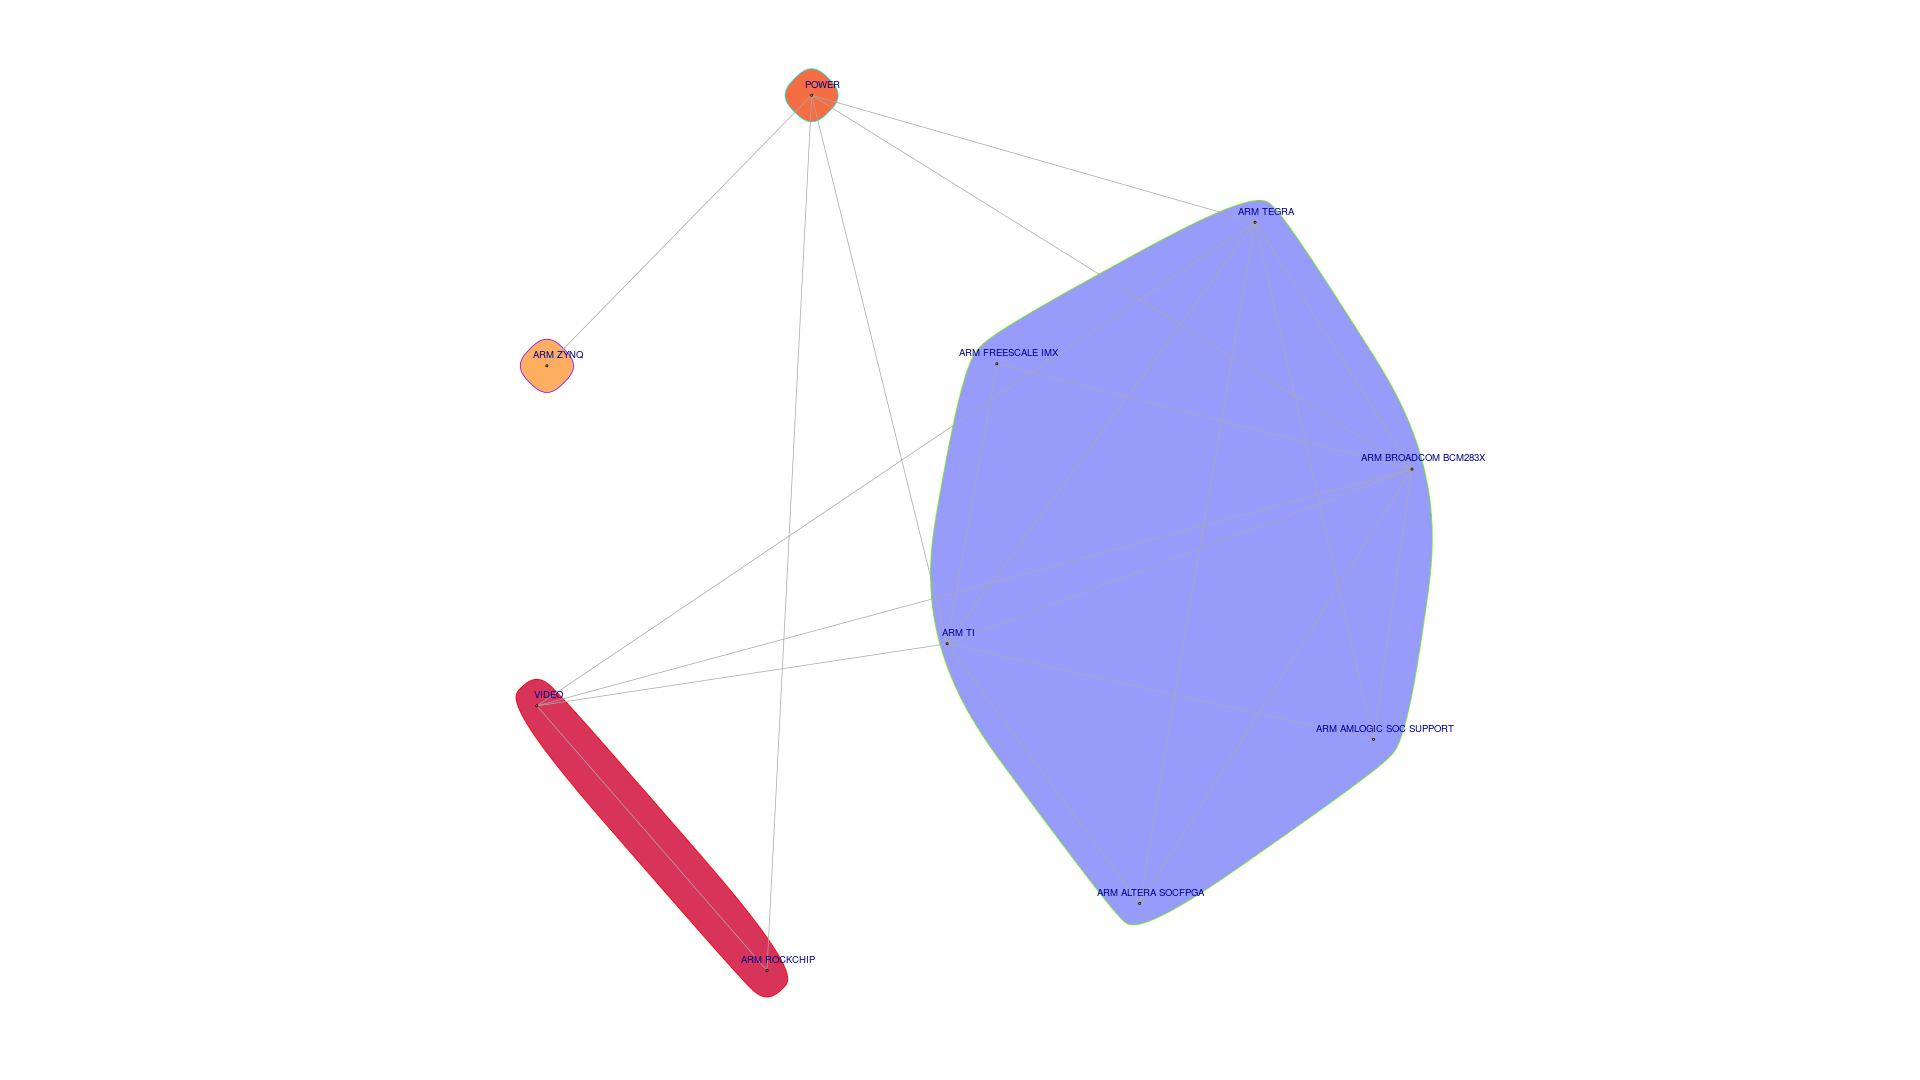 POWER
ARM TEGRA
ARM FREESCALE IMX
ARM ZYNQ
ARM BROADCOM BCM283X
ARM TI
VIDEO
ARM AMLOGIC SOC SUPPORT
ARM ALTERA SOCFPGA
ARM ROCKCHIP